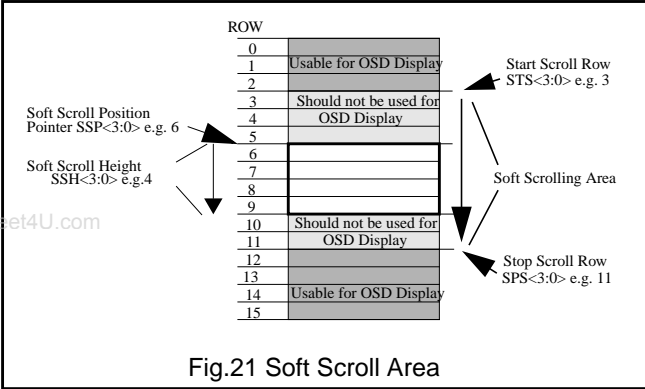 ROW
0
1
2
3
4
5
6
7
8
9
10
11
12
13
14
15
Usable for OSD Display
Should not be used for
OSD Display
Should not be used for
OSD Display
Usable for OSD Display
Soft Scroll Position
Pointer SSP<3:0> e.g. 6
Soft Scroll Height
SSH<3:0> e.g.4
Start Scroll Row
STS<3:0> e.g. 3
Soft Scrolling Area
Stop Scroll Row
SPS<3:0> e.g. 11
et4U.com
Fig.21 Soft Scroll Area